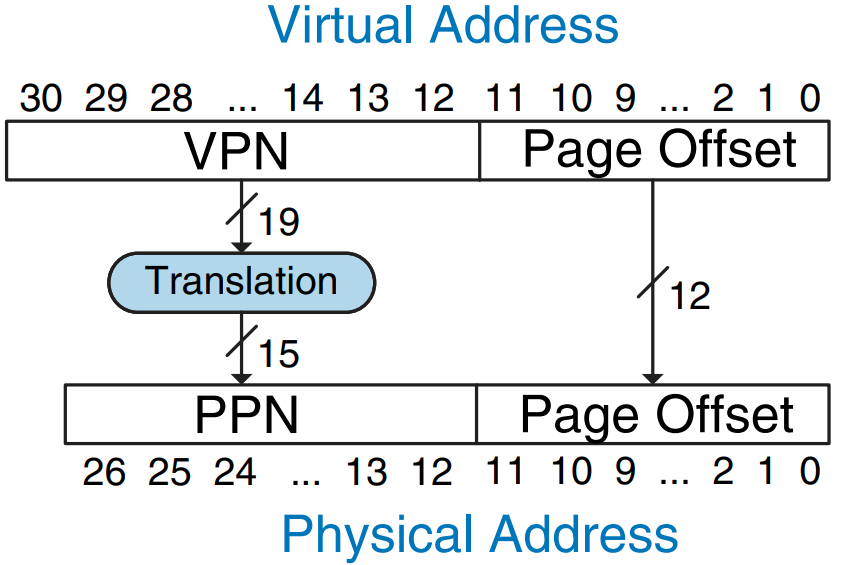 Virtual Address
30 29 28 ... 14 13 12 11 10 9 ... 2 1 0
VPN Page Offset
19
Translation
12
15
PPN Page Offset
26 25 24 ... 13 12 11 10 9 ... 2 1 0
Physical Address